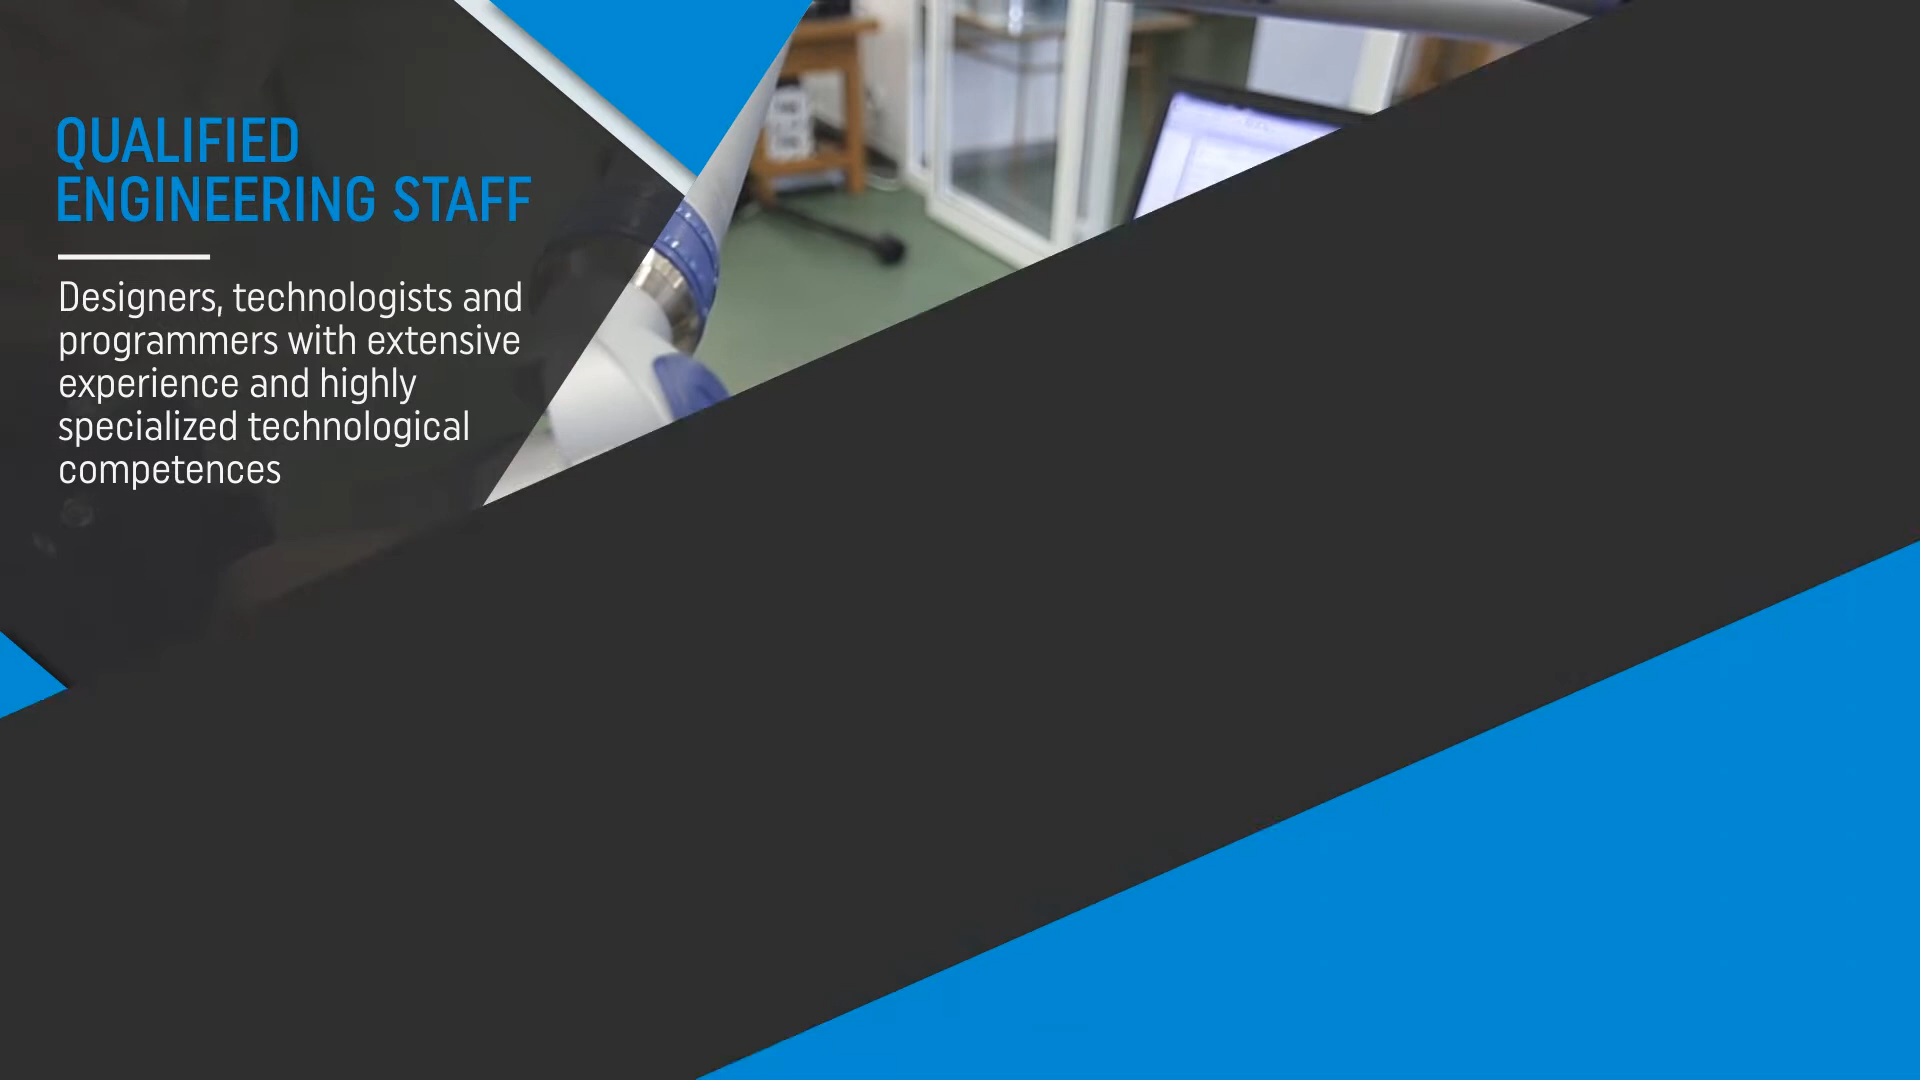 QUALIFIED
ENGINEERING STAFF
Designers, technologists and
programmers with extensive
experience and highly
specialized technological
competences